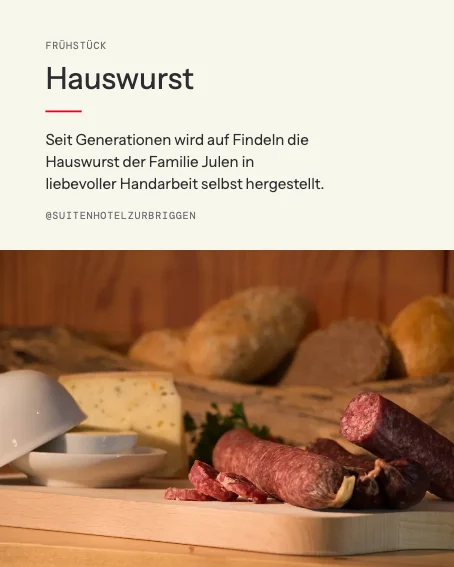 FRÜHSTÜCK
Hauswurst
Seit Generationen wird auf Findeln die
Hauswurst der Familie Julen in
liebevoller Handarbeit selbst hergestellt.
@SUITENHOTELZURBRIGGEN